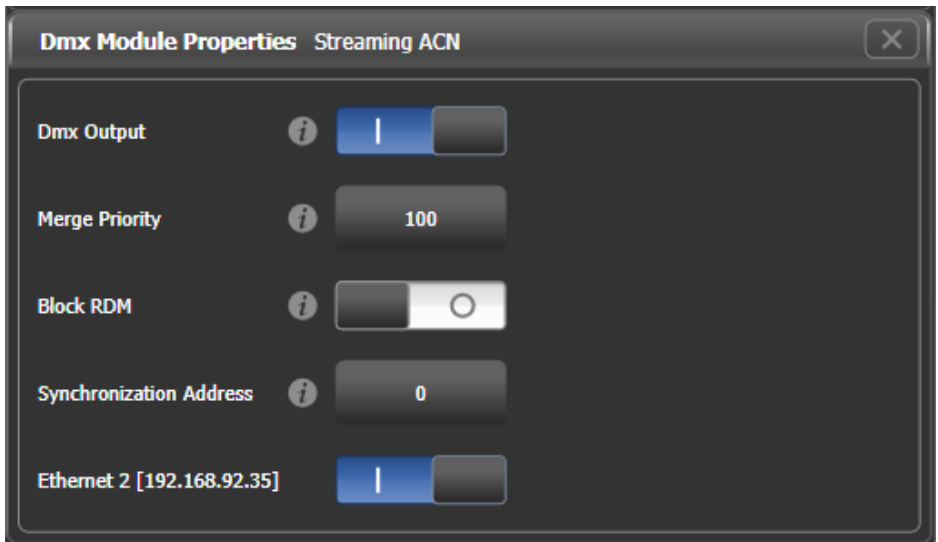 Dmx Module Properties Streaming ACN
Dmx Output
Merge Priority 100
Block RDM
Synchronization Address 0
Ethernet 2 [192.168.92.35]